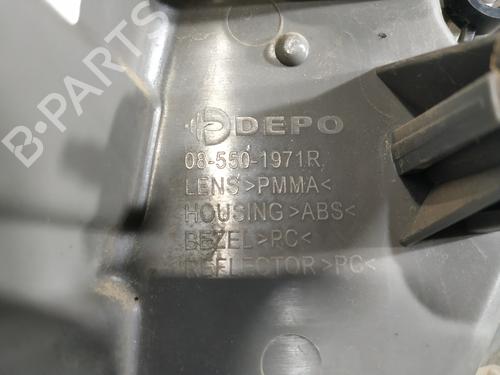 DEPO
08-550-1971R
LENS>PMMA<
HOUSING>ABS<
BEZEL>PC<
REFLECTOR>PC<
B-PARTS